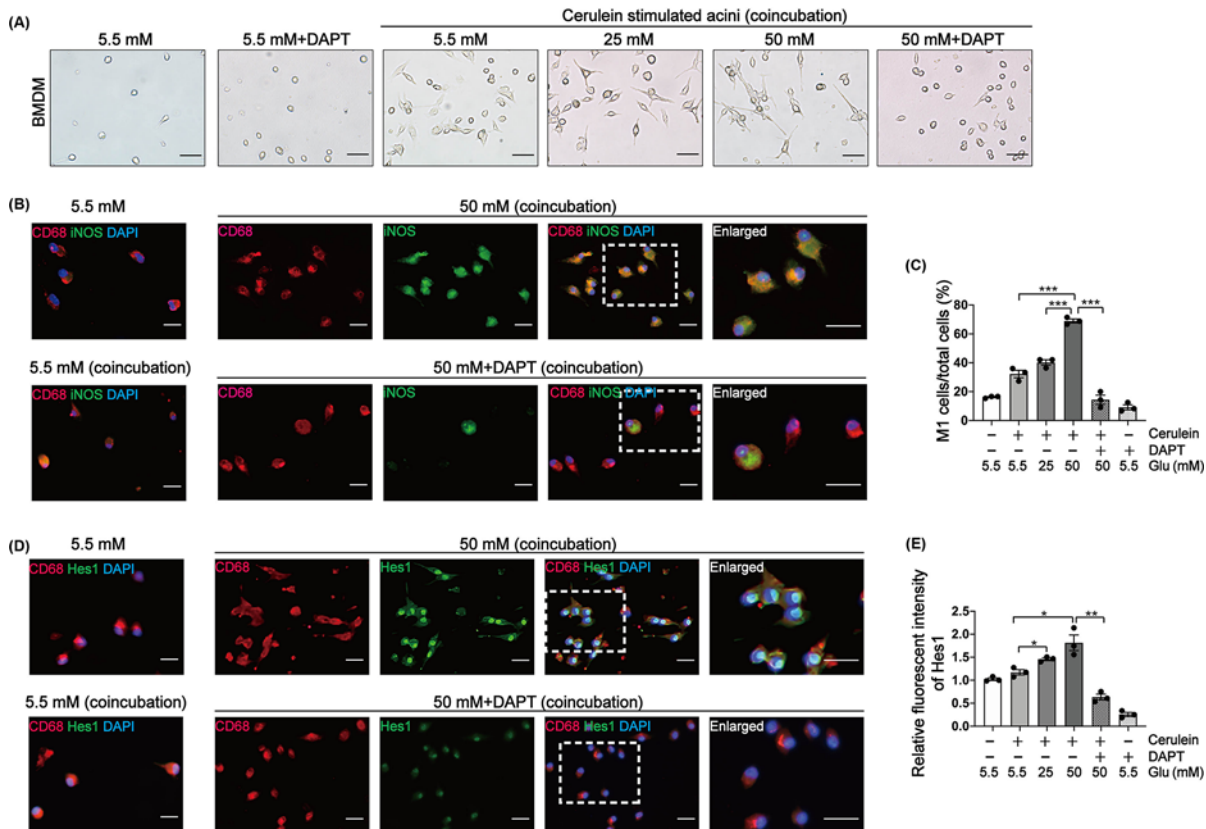 (A)
Cerulein stimulated acini (coincubation)
5.5 mM
5.5 mM+DAPT
5.5 mM
25 mM
50 mM
50 mM+DAPT
BMDM
(B)
5.5 mM
50 mM (coincubation)
CD68 iNOS DAPI
CD68
iNOS
CD68 iNOS DAPI
Enlarged
5.5 mM (coincubation)
50 mM+DAPT (coincubation)
CD68 iNOS DAPI
CD68
iNOS
CD68 iNOS DAPI
Enlarged
(C)
M1 cells/total cells (%)
80
60
40
20
0
***
*** ***
− + + + + − Cerulein
− − − − + + DAPT
5.5 5.5 25 50 50 5.5 Glu (mM)
(D)
5.5 mM
50 mM (coincubation)
CD68 Hes1 DAPI
CD68
Hes1
CD68 Hes1 DAPI
Enlarged
5.5 mM (coincubation)
50 mM+DAPT (coincubation)
CD68 Hes1 DAPI
CD68
Hes1
CD68 Hes1 DAPI
Enlarged
(E)
Relative fluorescent intensity
of Hes1
2.5
2.0
1.5
1.0
0.5
0.0
* **
*
− + + + + − Cerulein
− − − − + + DAPT
5.5 5.5 25 50 50 5.5 Glu (mM)